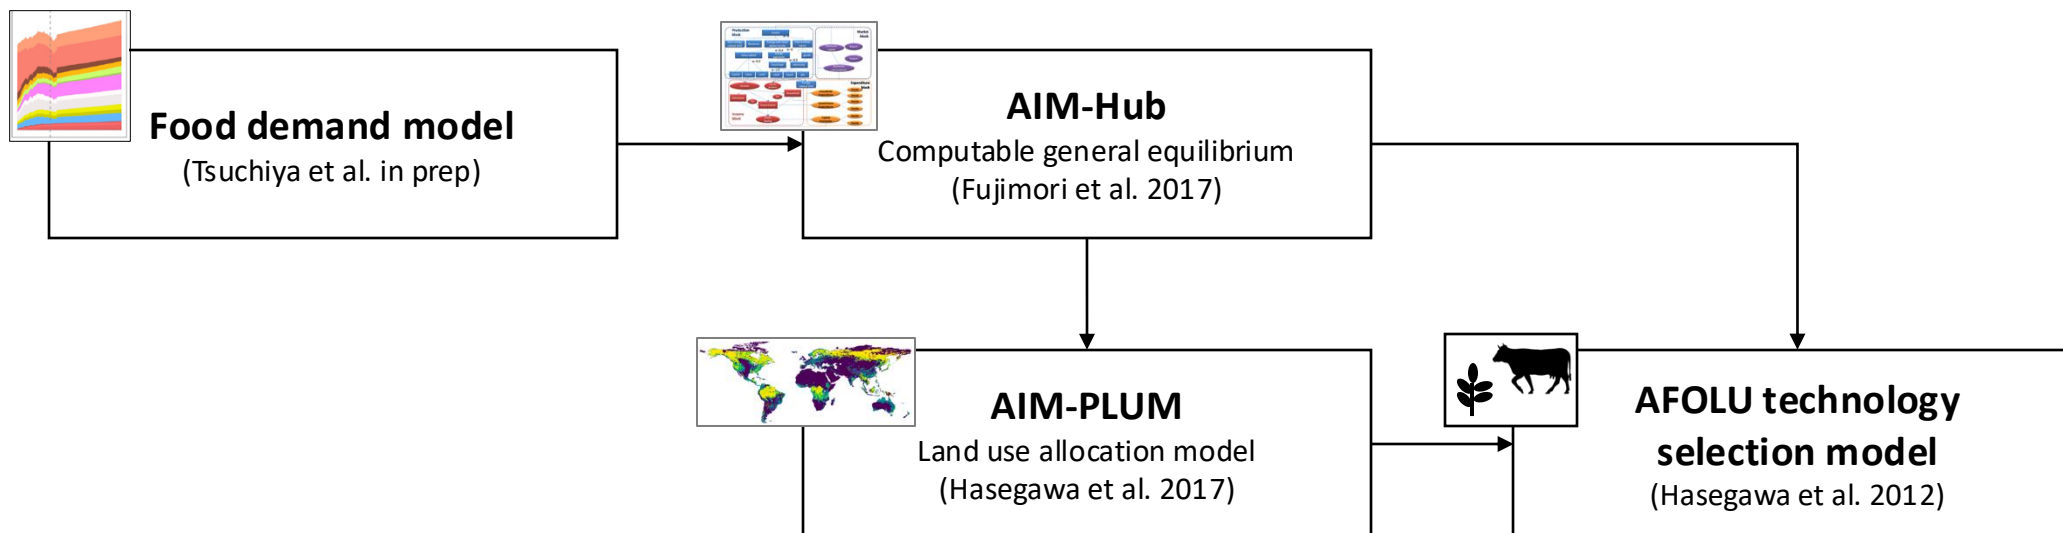 Food demand model
(Tsuchiya et al. in prep)
AIM-Hub
Computable general equilibrium
(Fujimori et al. 2017)
AIM-PLUM
Land use allocation model
(Hasegawa et al. 2017)
AFOLU technology
selection model
(Hasegawa et al. 2012)